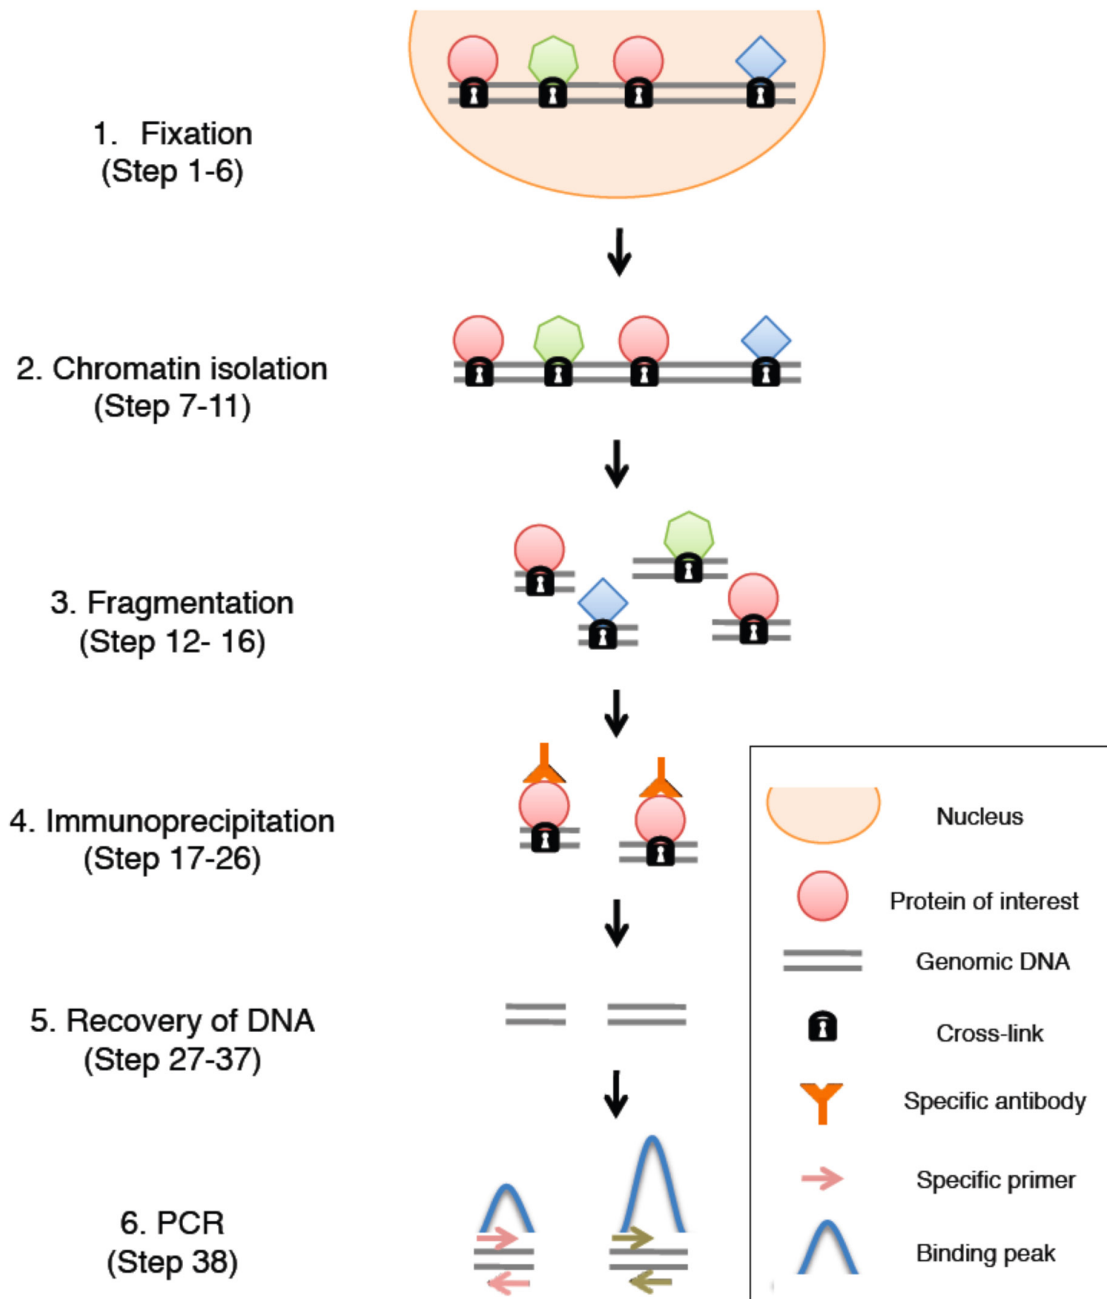 1. Fixation
(Step 1-6)
2. Chromatin isolation
(Step 7-11)
3. Fragmentation
(Step 12- 16)
4. Immunoprecipitation
(Step 17-26)
5. Recovery of DNA
(Step 27-37)
6. PCR
(Step 38)
Nucleus
Protein of interest
Genomic DNA
Cross-link
Specific antibody
Specific primer
Binding peak